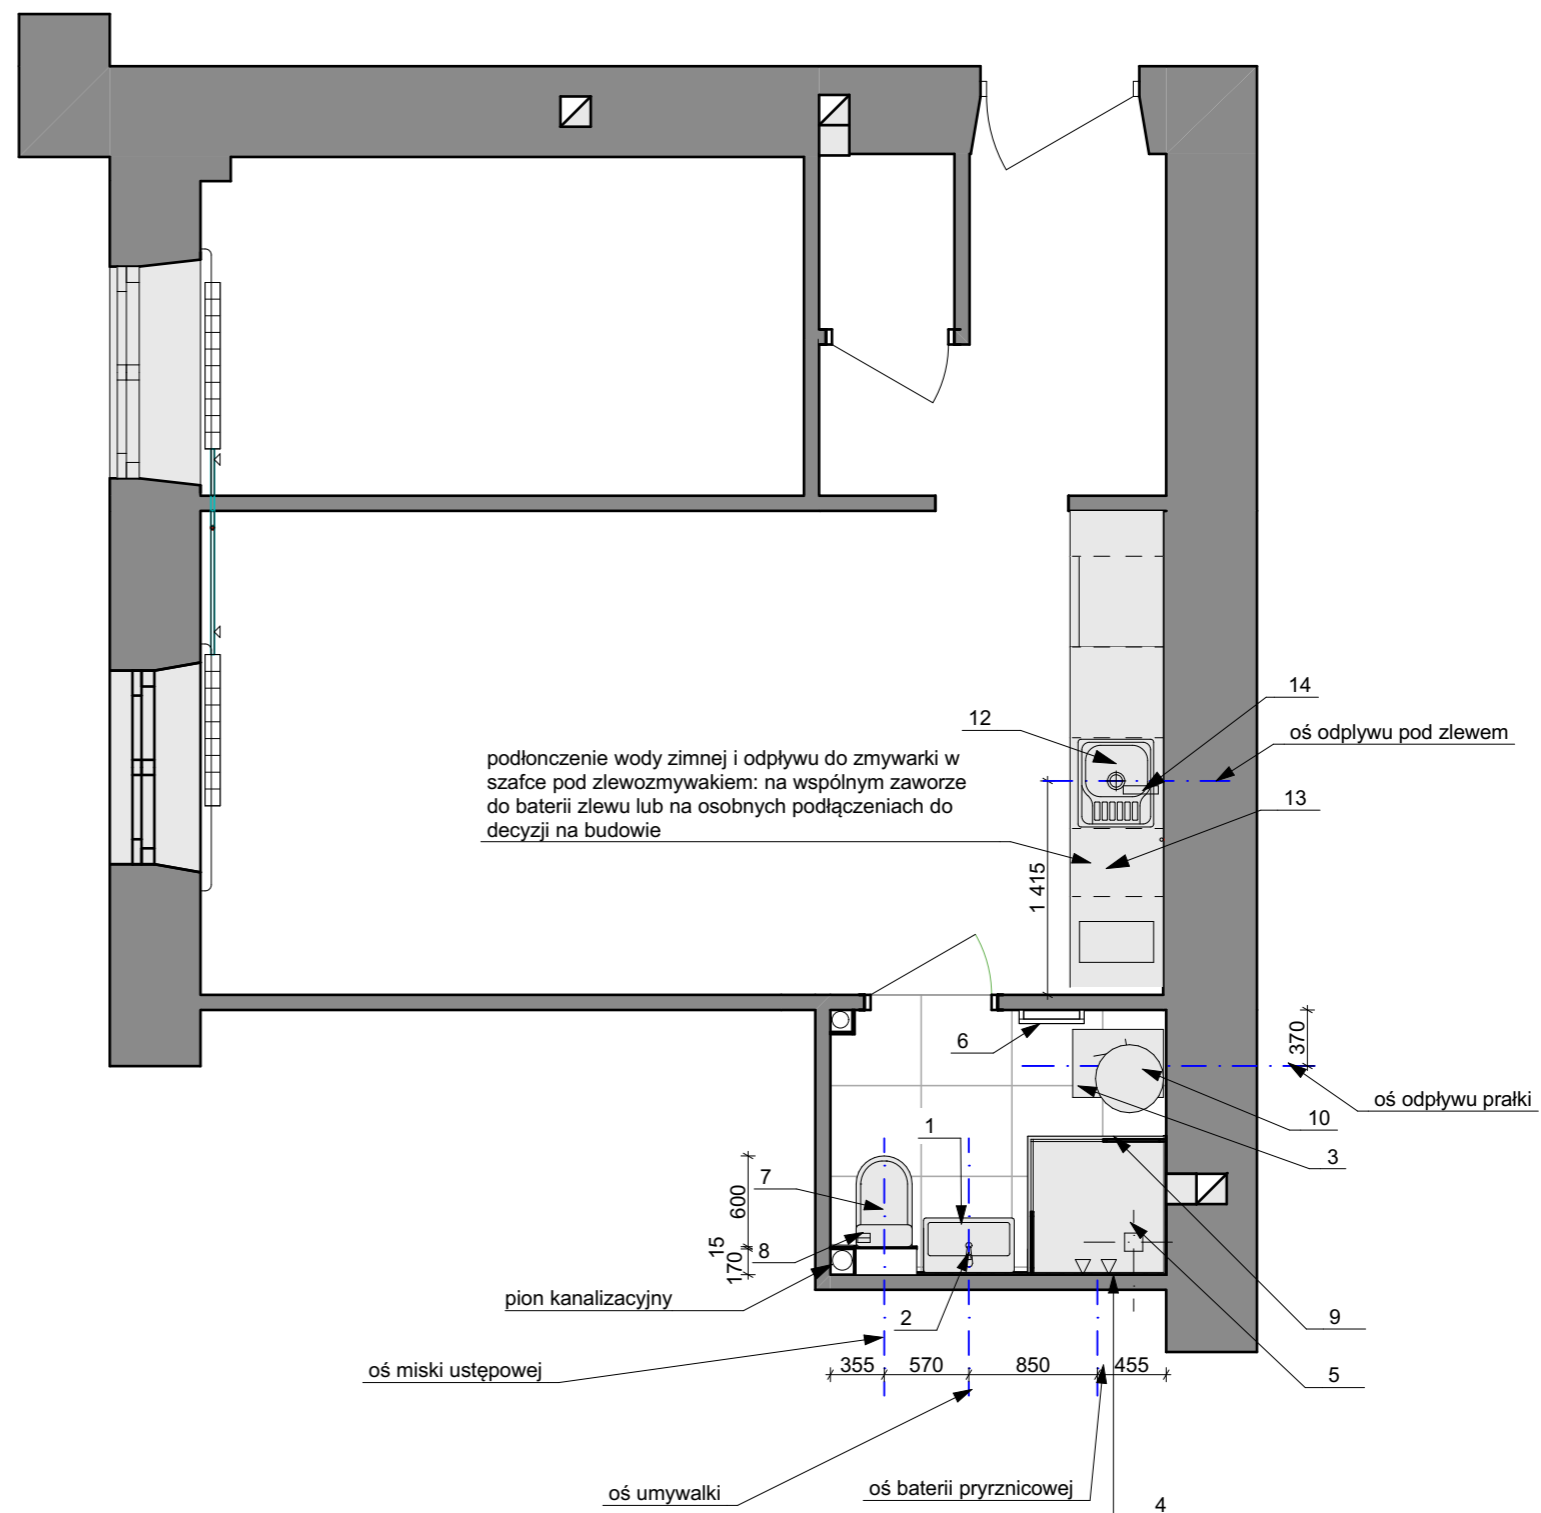 14
12
oś odplywu pod zlewem
podłonczenie wody zimnej i odpływu do zmywarki w
szafce pod zlewozmywakiem: na wspólnym zaworze
do baterii zlewu lub na osobnych podłączeniach do
decyzji na budowie
13
1 415
6
370
oś odpływu prałki
10
1
3
7
600
15
170
8
pion kanalizacyjny
2
9
oś miski ustępowej
355
570
850
455
5
oś umywalki
oś baterii pryrznicowej
4